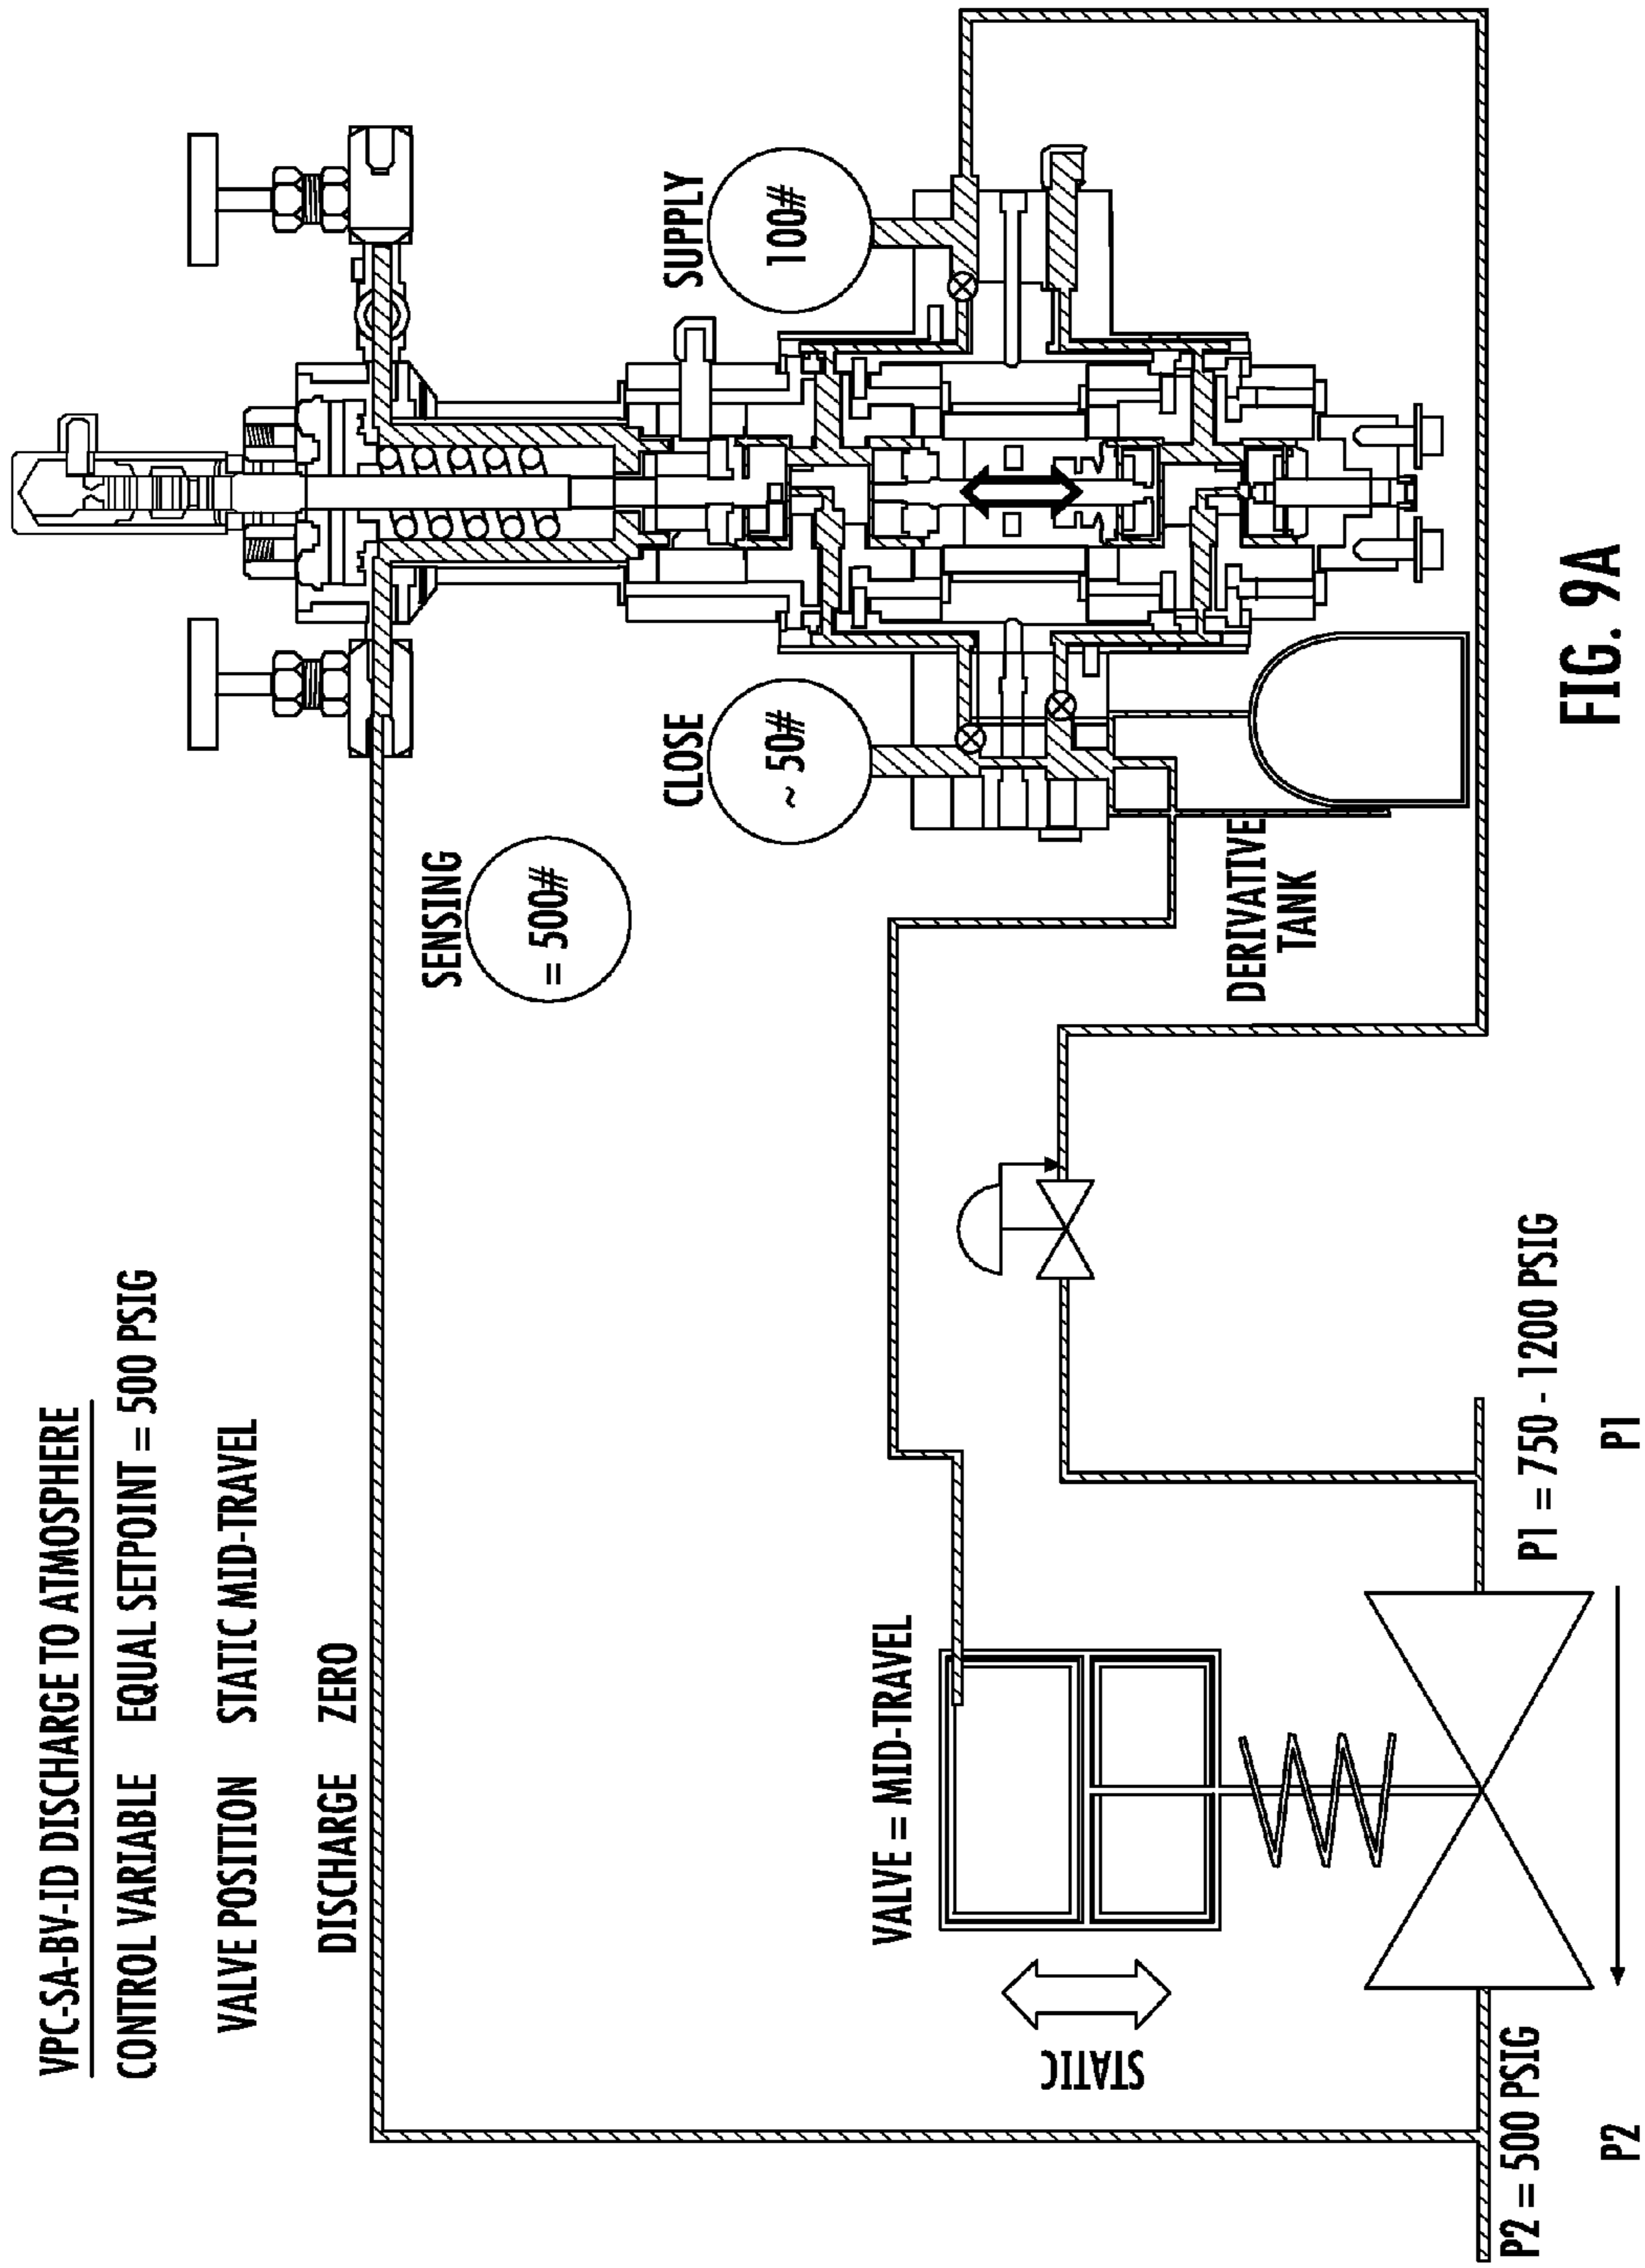 VPC-SA-BV-ID DISCHARGE TO ATMOSPHERE
CONTROL VARIABLE EQUAL SETPOINT = 500 PSIG
VALVE POSITION STATIC MID-TRAVEL
DISCHARGE ZERO
SENSING
= 500#
CLOSE
~ 50#
SUPPLY
100#
VALVE = MID-TRAVEL
STATIC
DERIVATIVE
TANK
P2 = 500 PSIG
P1 = 750 - 1200 PSIG
P2
P1
FIG. 9A